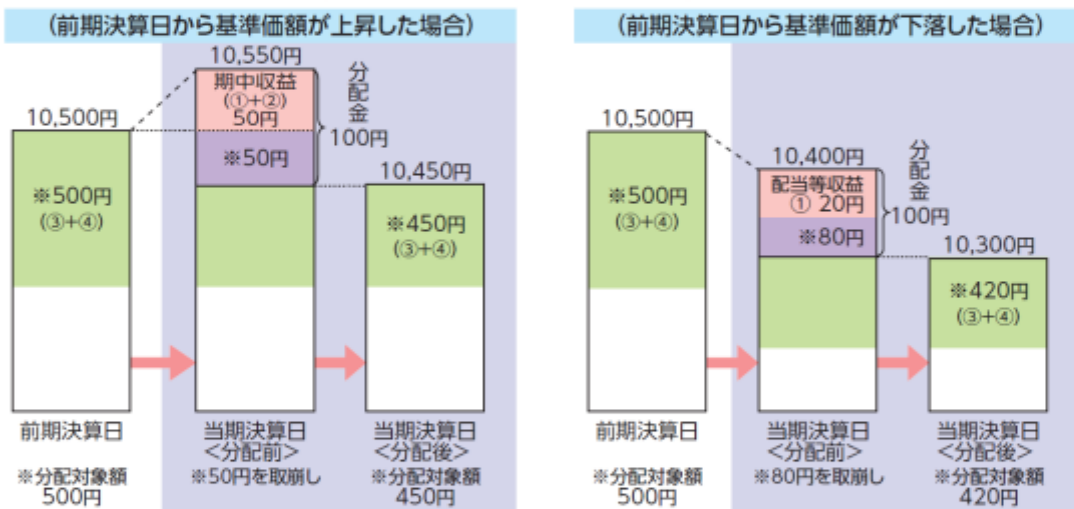 (前期決算日から基準価額が上昇した場合)
10,550円
期中収益
(①+②)
50円
分配金
100円
10,500円
※50円
10,450円
※500円
(③+④)
※450円
(③+④)
前期決算日
当期決算日
<分配前>
当期決算日
<分配後>
※分配対象額
500円
※50円を取崩し
※分配対象額
450円
(前期決算日から基準価額が下落した場合)
10,500円
10,400円
配当等収益
① 20円
分配金
100円
※500円
(③+④)
※80円
10,300円
※420円
(③+④)
前期決算日
当期決算日
<分配前>
当期決算日
<分配後>
※分配対象額
500円
※80円を取崩し
※分配対象額
420円